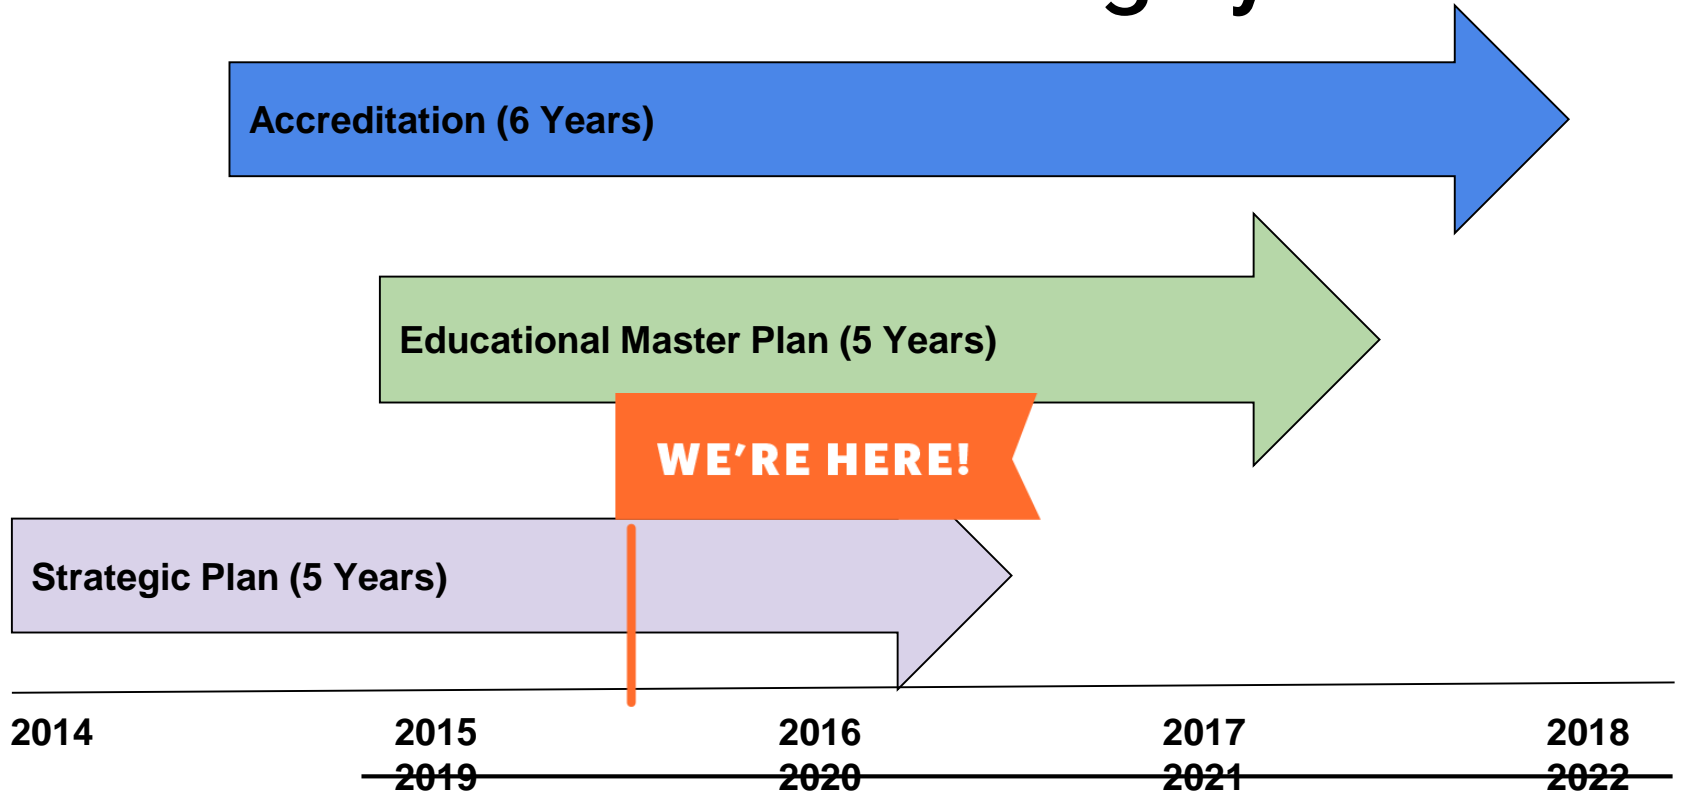 Accreditation (6 Years)
Educational Master Plan (5 Years)
WE'RE HERE!
Strategic Plan (5 Years)
2014 2015 2016 2017 2018
2019 2020 2021 2022